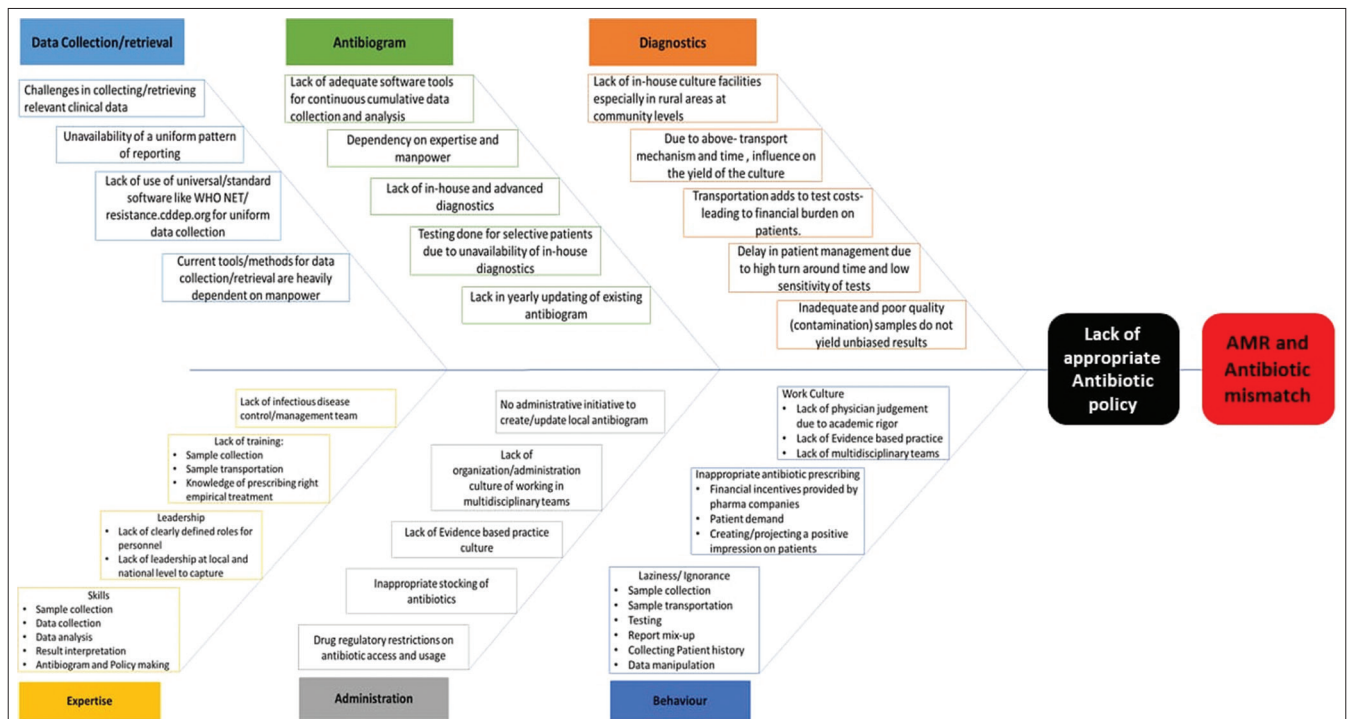 Data Collection/retrieval
Challenges in collecting/retrieving
relevant clinical data
Unavailability of a uniform pattern
of reporting
Lack of use of universal/standard
software like WHO NET/
resistance.cddep.org for uniform
data collection
Current tools/methods for data
collection/retrieval are heavily
dependent on manpower
Antibiogram
Lack of adequate software tools
for continuous cumulative data
collection and analysis
Dependency on expertise and
manpower
Lack of in-house and advanced
diagnostics
Testing done for selective patients
due to unavailability of in-house
diagnostics
Lack in yearly updating of existing
antibiogram
Diagnostics
Lack of in-house culture facilities
especially in rural areas at
community levels
Due to above- transport
mechanism and time , influence on
the yield of the culture
Transportation adds to test costs-
leading to financial burden on
patients.
Delay in patient management due
to high turn around time and low
sensitivity of tests
Inadequate and poor quality
(contamination) samples do not
yield unbiased results
Lack of
appropriate
Antibiotic
policy
AMR and
Antibiotic
mismatch
Lack of infectious disease
control/management team
Lack of training:
• Sample collection
• Sample transportation
• Knowledge of prescribing right
empirical treatment
Leadership
• Lack of clearly defined roles for
personnel
• Lack of leadership at local and
national level to capture
Skills
• Sample collection
• Data collection
• Data analysis
• Result interpretation
• Antibiogram and Policy making
Expertise
No administrative initiative to
create/update local antibiogram
Lack of
organization/administration
culture of working in
multidisciplinary teams
Lack of Evidence based practice
culture
Inappropriate stocking of
antibiotics
Drug regulatory restrictions on
antibiotic access and usage
Administration
Work Culture
• Lack of physician judgement
due to academic rigor
• Lack of Evidence based practice
• Lack of multidisciplinary teams
Inappropriate antibiotic prescribing
• Financial incentives provided by
pharma companies
• Patient demand
• Creating/projecting a positive
impression on patients
Laziness/ Ignorance
• Sample collection
• Sample transportation
• Testing
• Report mix-up
• Collecting Patient history
• Data manipulation
Behaviour